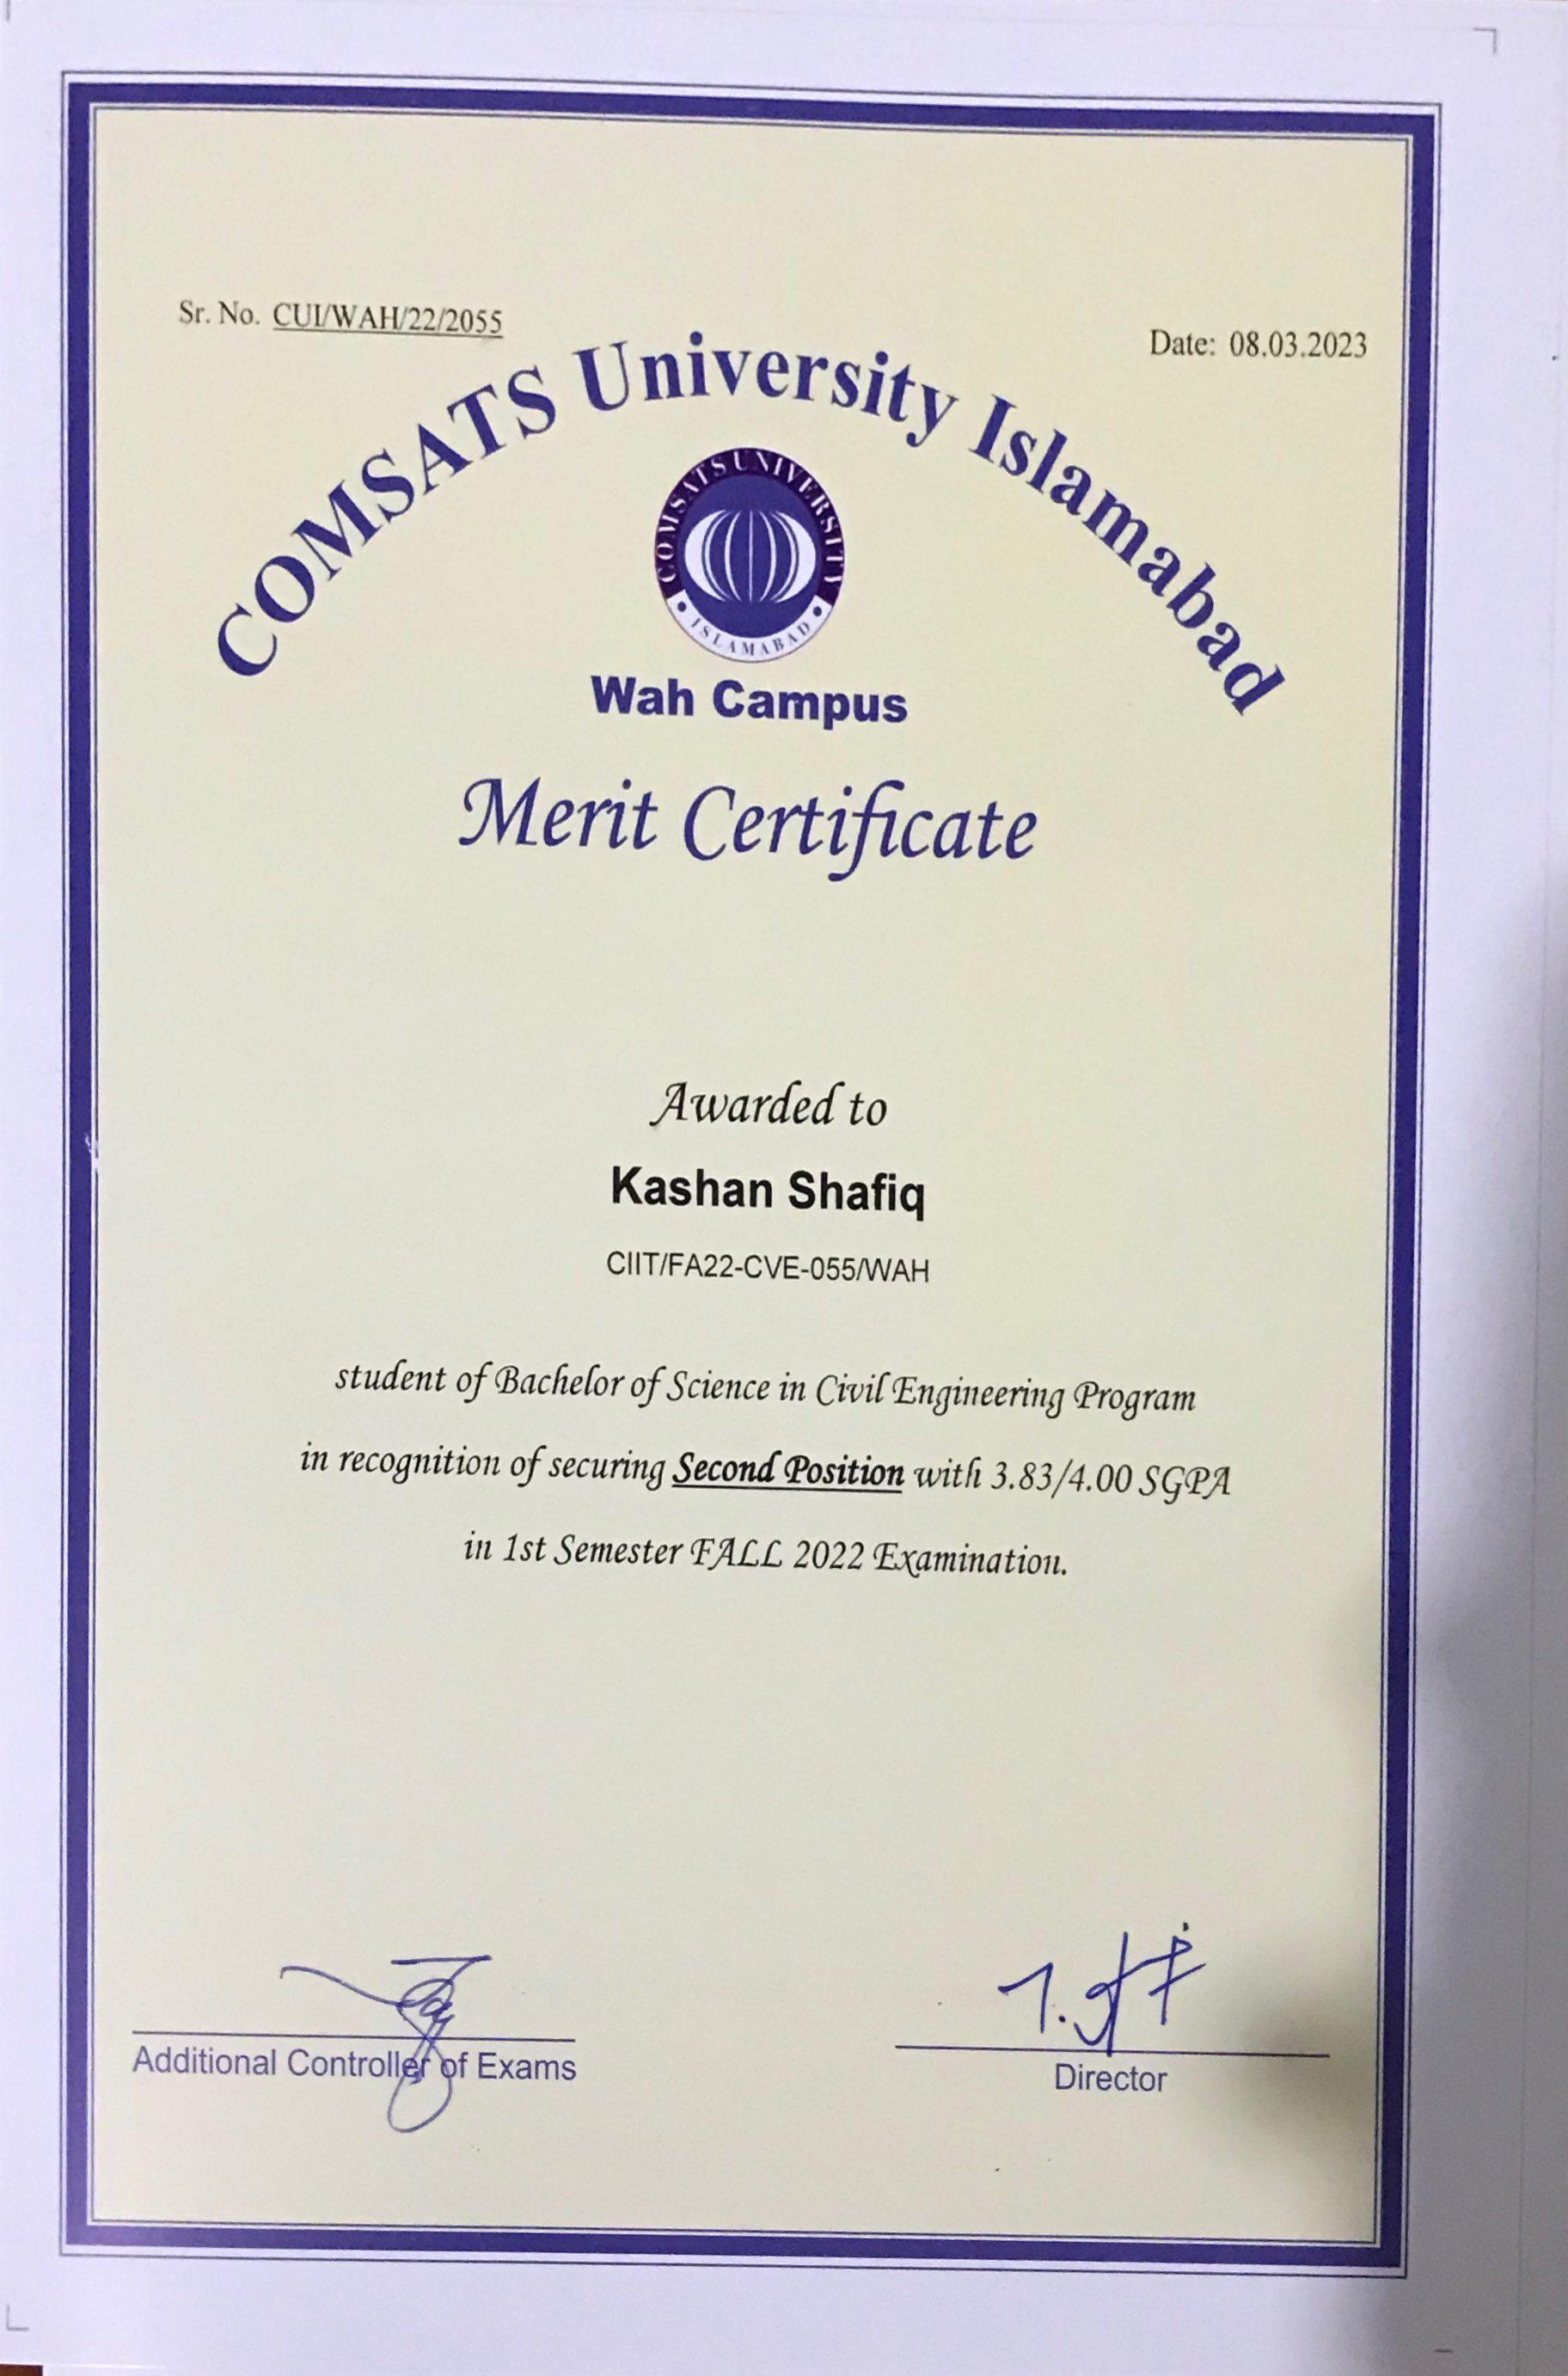 Sr. No. CUI/WAH/22/2055
Date: 08.03.2023
COMSATS University Islamabad
COMSATS UNIVERSITY
ISLAMABAD
Wah Campus
Merit Certificate
Awarded to
Kashan Shafiq
CIIT/FA22-CVE-055/WAH
student of Bachelor of Science in Civil Engineering Program
in recognition of securing Second Position with 3.83/4.00 SGPA
in 1st Semester FALL 2022 Examination.
Additional Controller of Exams
Director